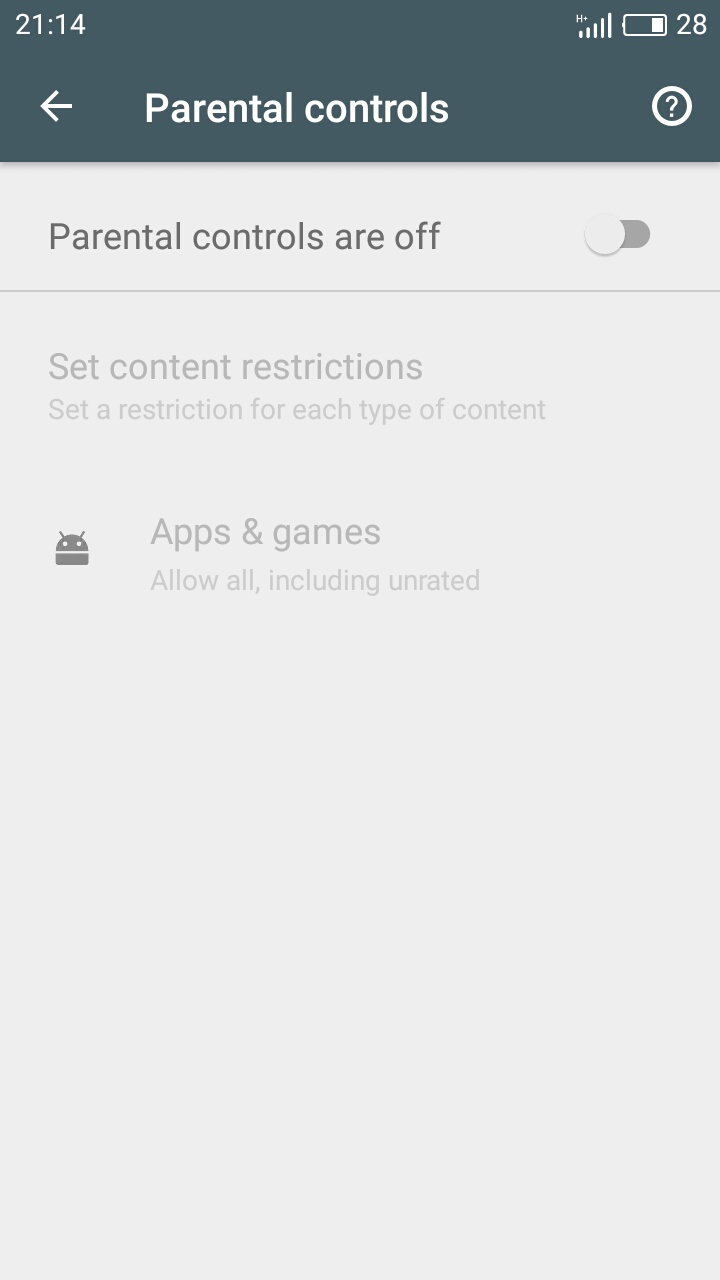 21:14
H+
28
Parental controls
Parental controls are off
Set content restrictions
Set a restriction for each type of content
Apps & games
Allow all, including unrated